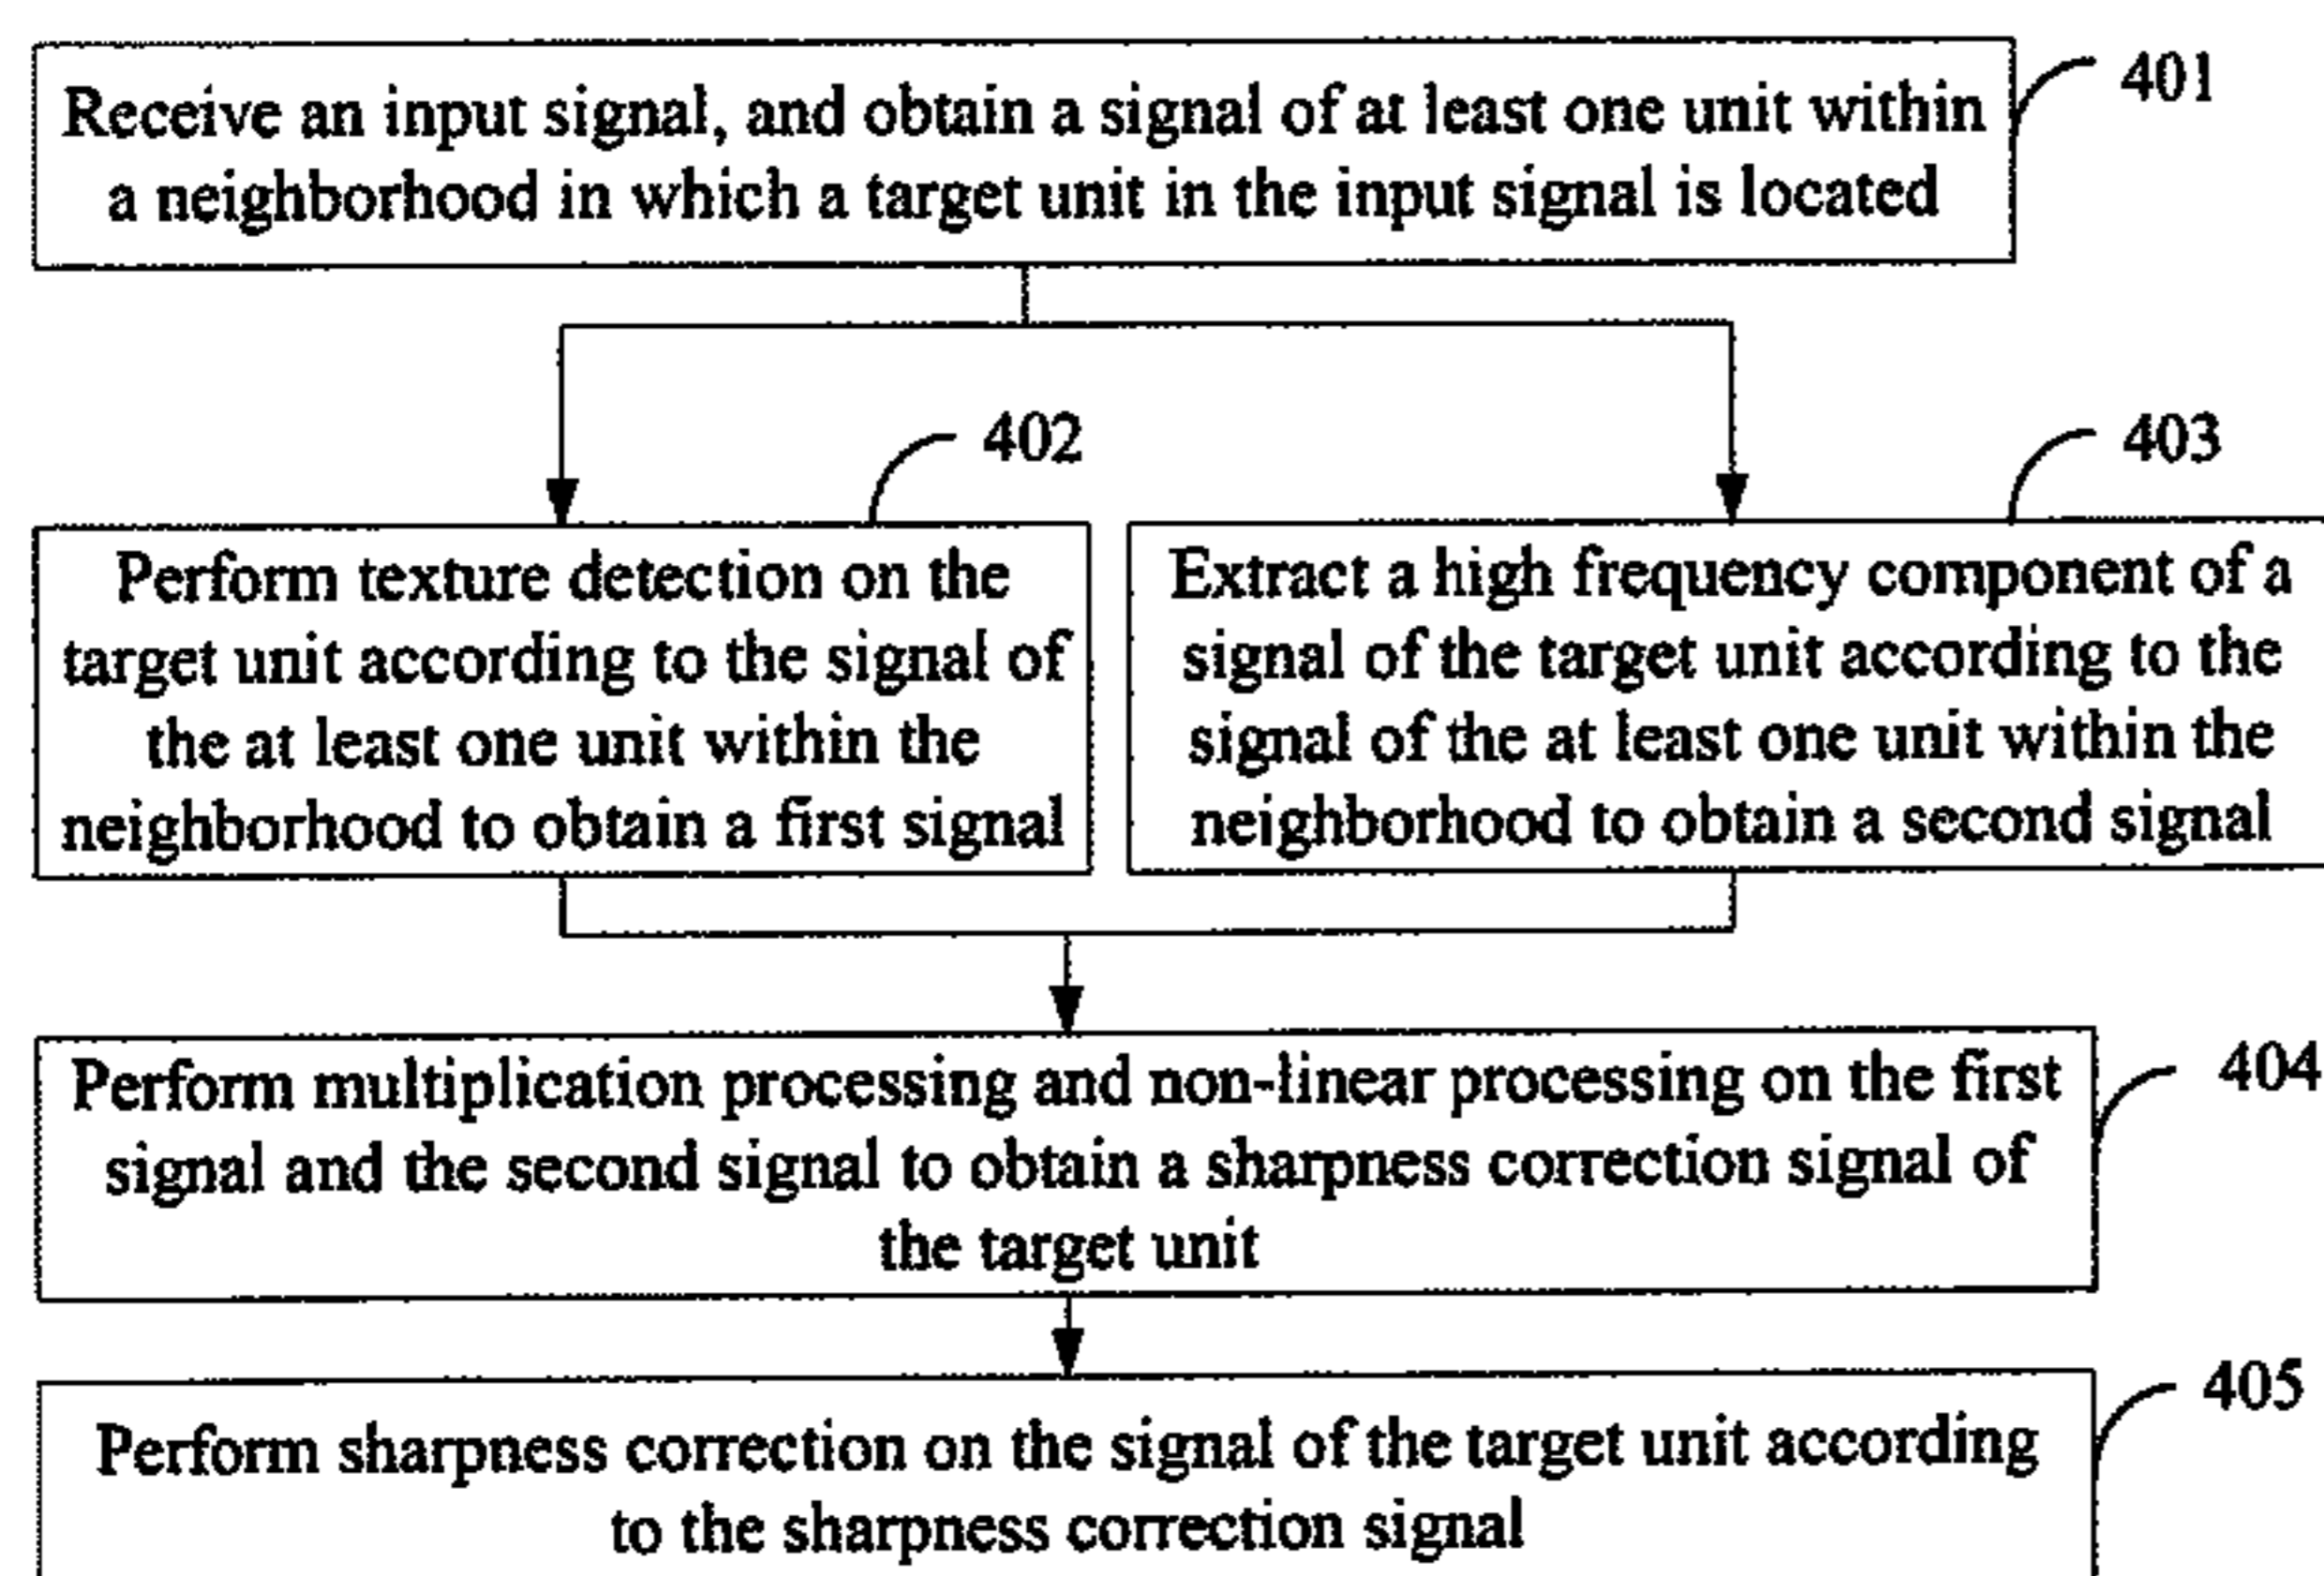 Receive an input signal, and obtain a signal of at least one unit within
a neighborhood in which a target unit in the input signal is located
401
402
Perform texture detection on the
target unit according to the signal of
the at least one unit within the
neighborhood to obtain a first signal
403
Extract a high frequency component of a
signal of the target unit according to the
signal of the at least one unit within the
neighborhood to obtain a second signal
Perform multiplication processing and non-linear processing on the first
signal and the second signal to obtain a sharpness correction signal of
the target unit
404
Perform sharpness correction on the signal of the target unit according
to the sharpness correction signal
405